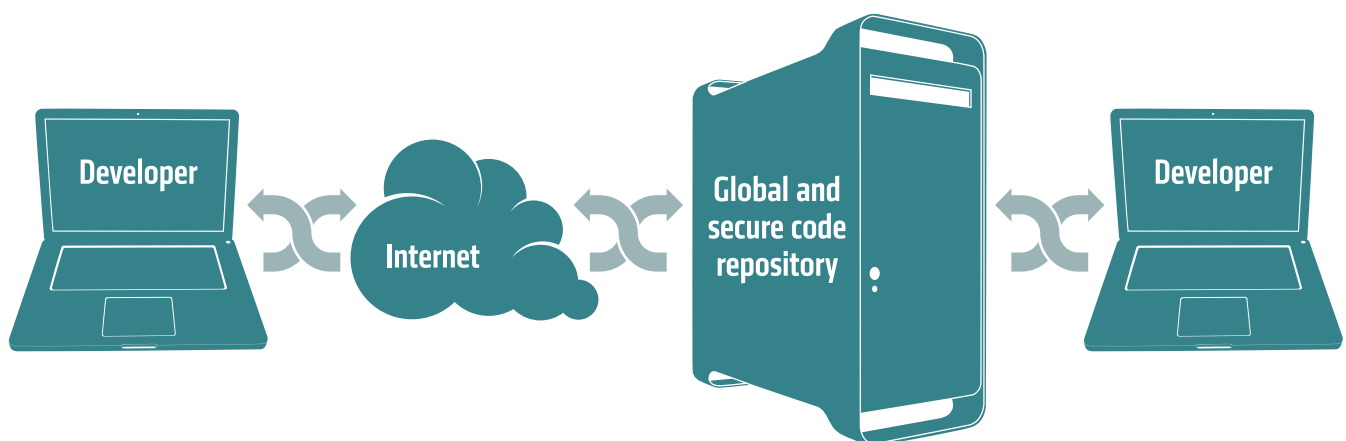 Developer
Internet
Global and
secure code
repository
Developer